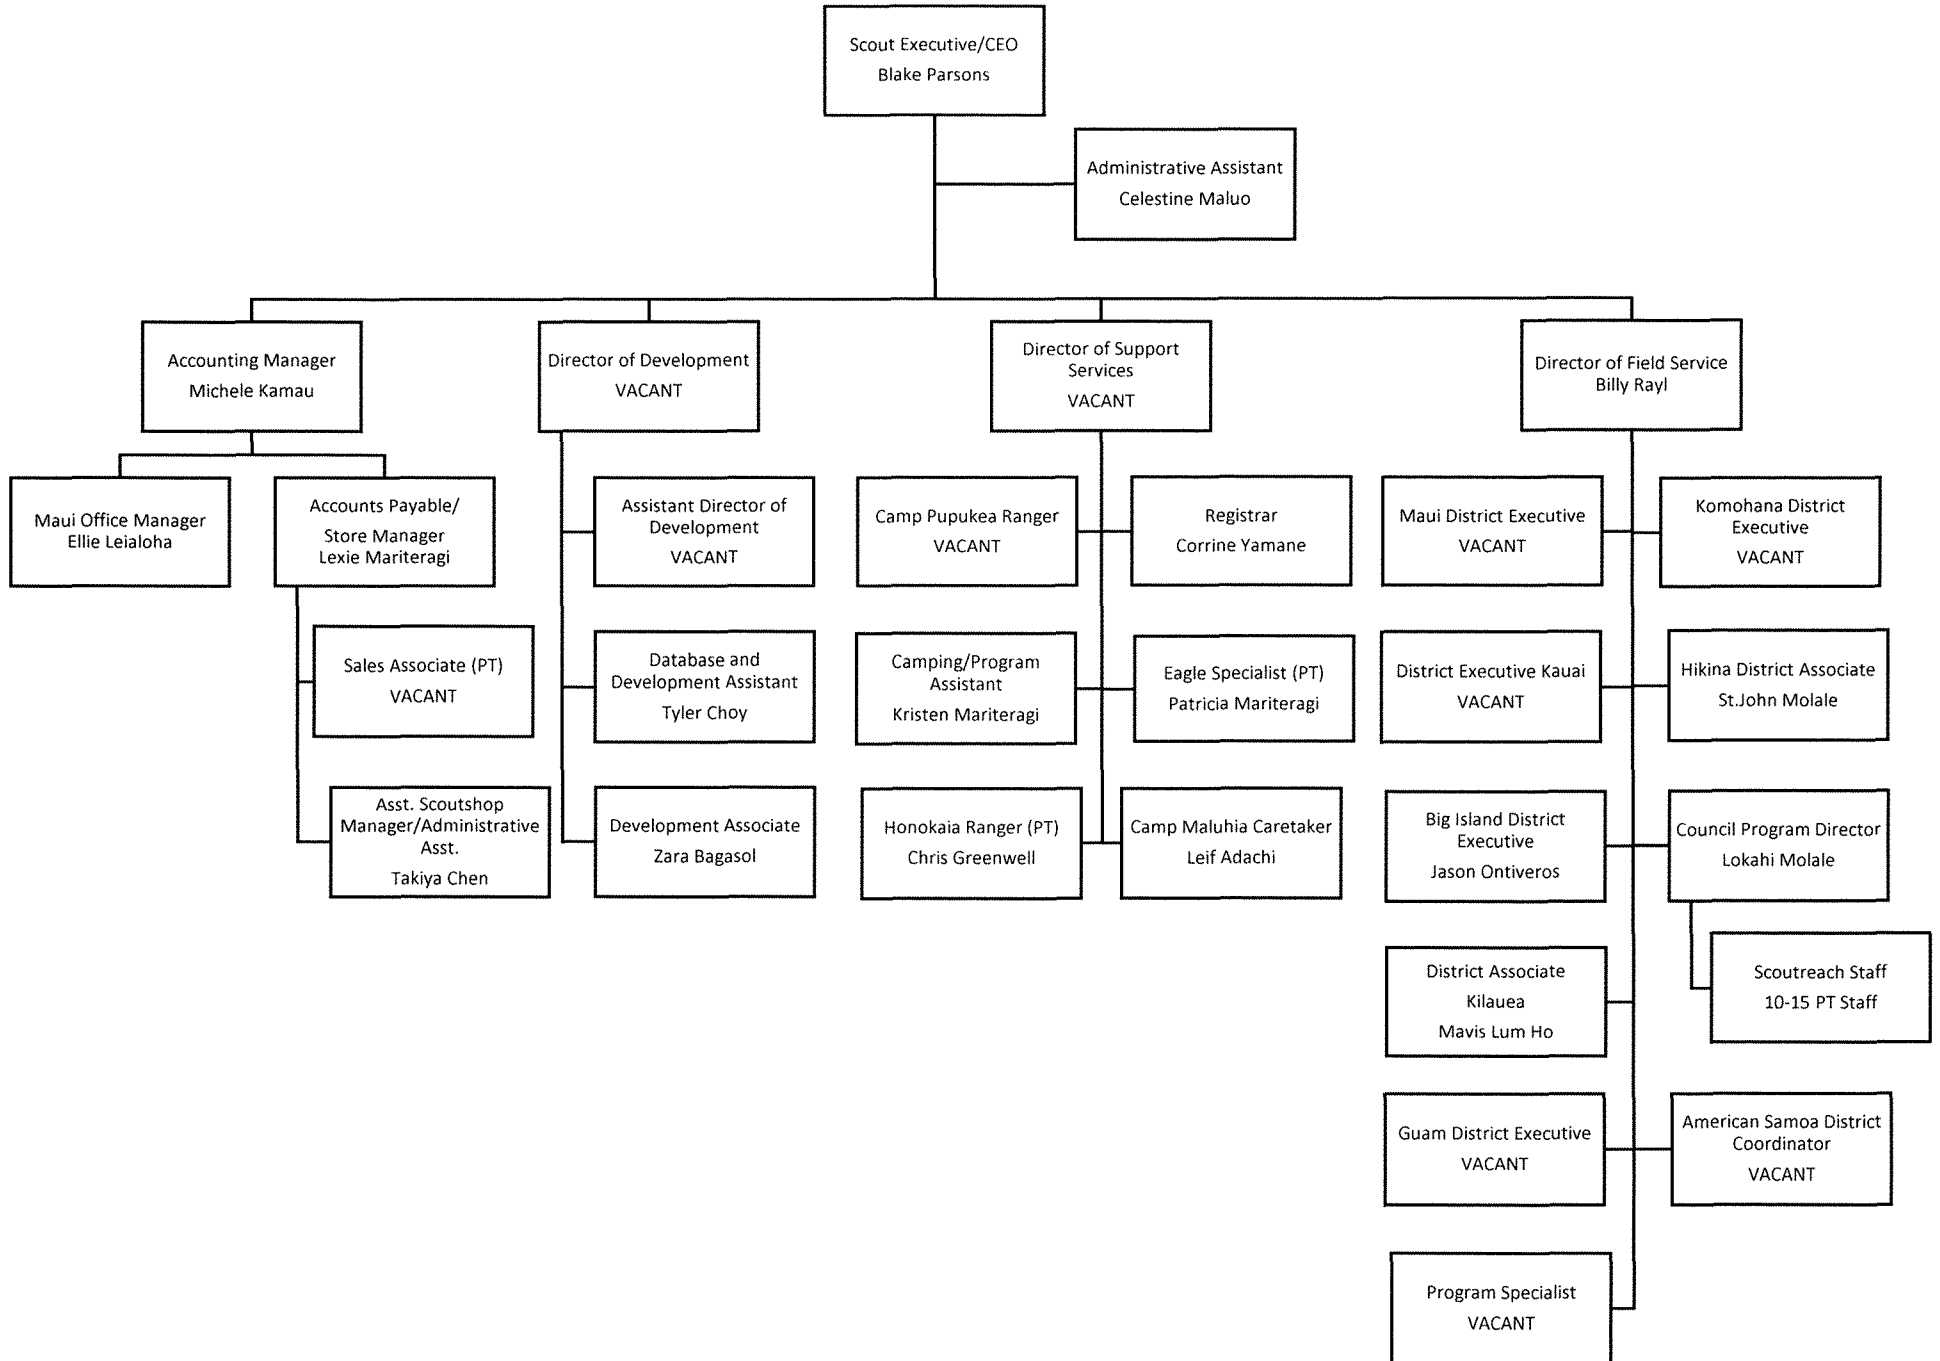 Scout Executive/CEO
Blake Parsons
Administrative Assistant
Celestine Maluo
Accounting Manager
Michele Kamau
Director of Development
VACANT
Director of Support
Services
VACANT
Director of Field Service
Billy Rayl
Maui Office Manager
Ellie Leialoha
Accounts Payable/
Store Manager
Lexie Mariteragi
Sales Associate (PT)
VACANT
Asst. Scoutshop
Manager/Administrative
Asst.
Takiya Chen
Assistant Director of
Development
VACANT
Database and
Development Assistant
Tyler Choy
Development Associate
Zara Bagasol
Camp Pupukea Ranger
VACANT
Registrar
Corrine Yamane
Camping/Program
Assistant
Kristen Mariteragi
Eagle Specialist (PT)
Patricia Mariteragi
Honokaia Ranger (PT)
Chris Greenwell
Camp Maluhia Caretaker
Leif Adachi
Maui District Executive
VACANT
Komohana District
Executive
VACANT
District Executive Kauai
VACANT
Hikina District Associate
St.John Molale
Big Island District
Executive
Jason Ontiveros
Council Program Director
Lokahi Molale
District Associate
Kilauea
Mavis Lum Ho
Scoutreach Staff
10-15 PT Staff
Guam District Executive
VACANT
American Samoa District
Coordinator
VACANT
Program Specialist
VACANT